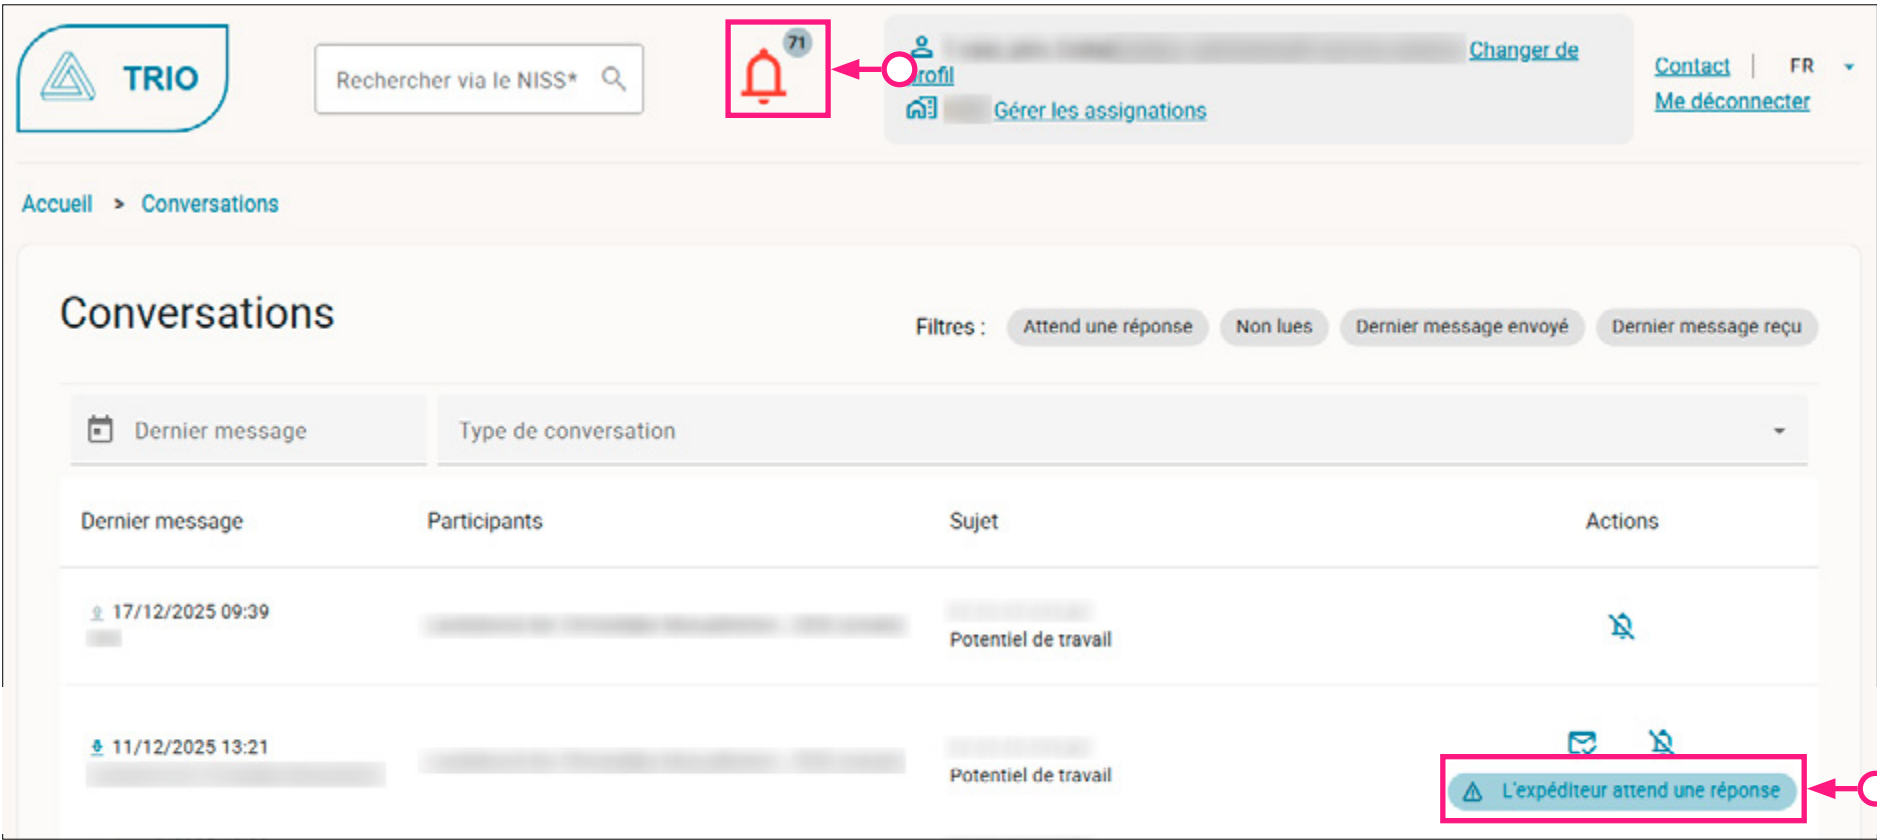 TRIO
Rechercher via le NISS*
71
Changer de
rofil
Gérer les assignations
Contact | FR
Me déconnecter
Accueil > Conversations
Conversations
Filtres : Attend une réponse Non lues Dernier message envoyé Dernier message reçu
Dernier message Type de conversation
Dernier message Participants Sujet Actions
17/12/2025 09:39
Potentiel de travail
11/12/2025 13:21
Potentiel de travail
L'expéditeur attend une réponse